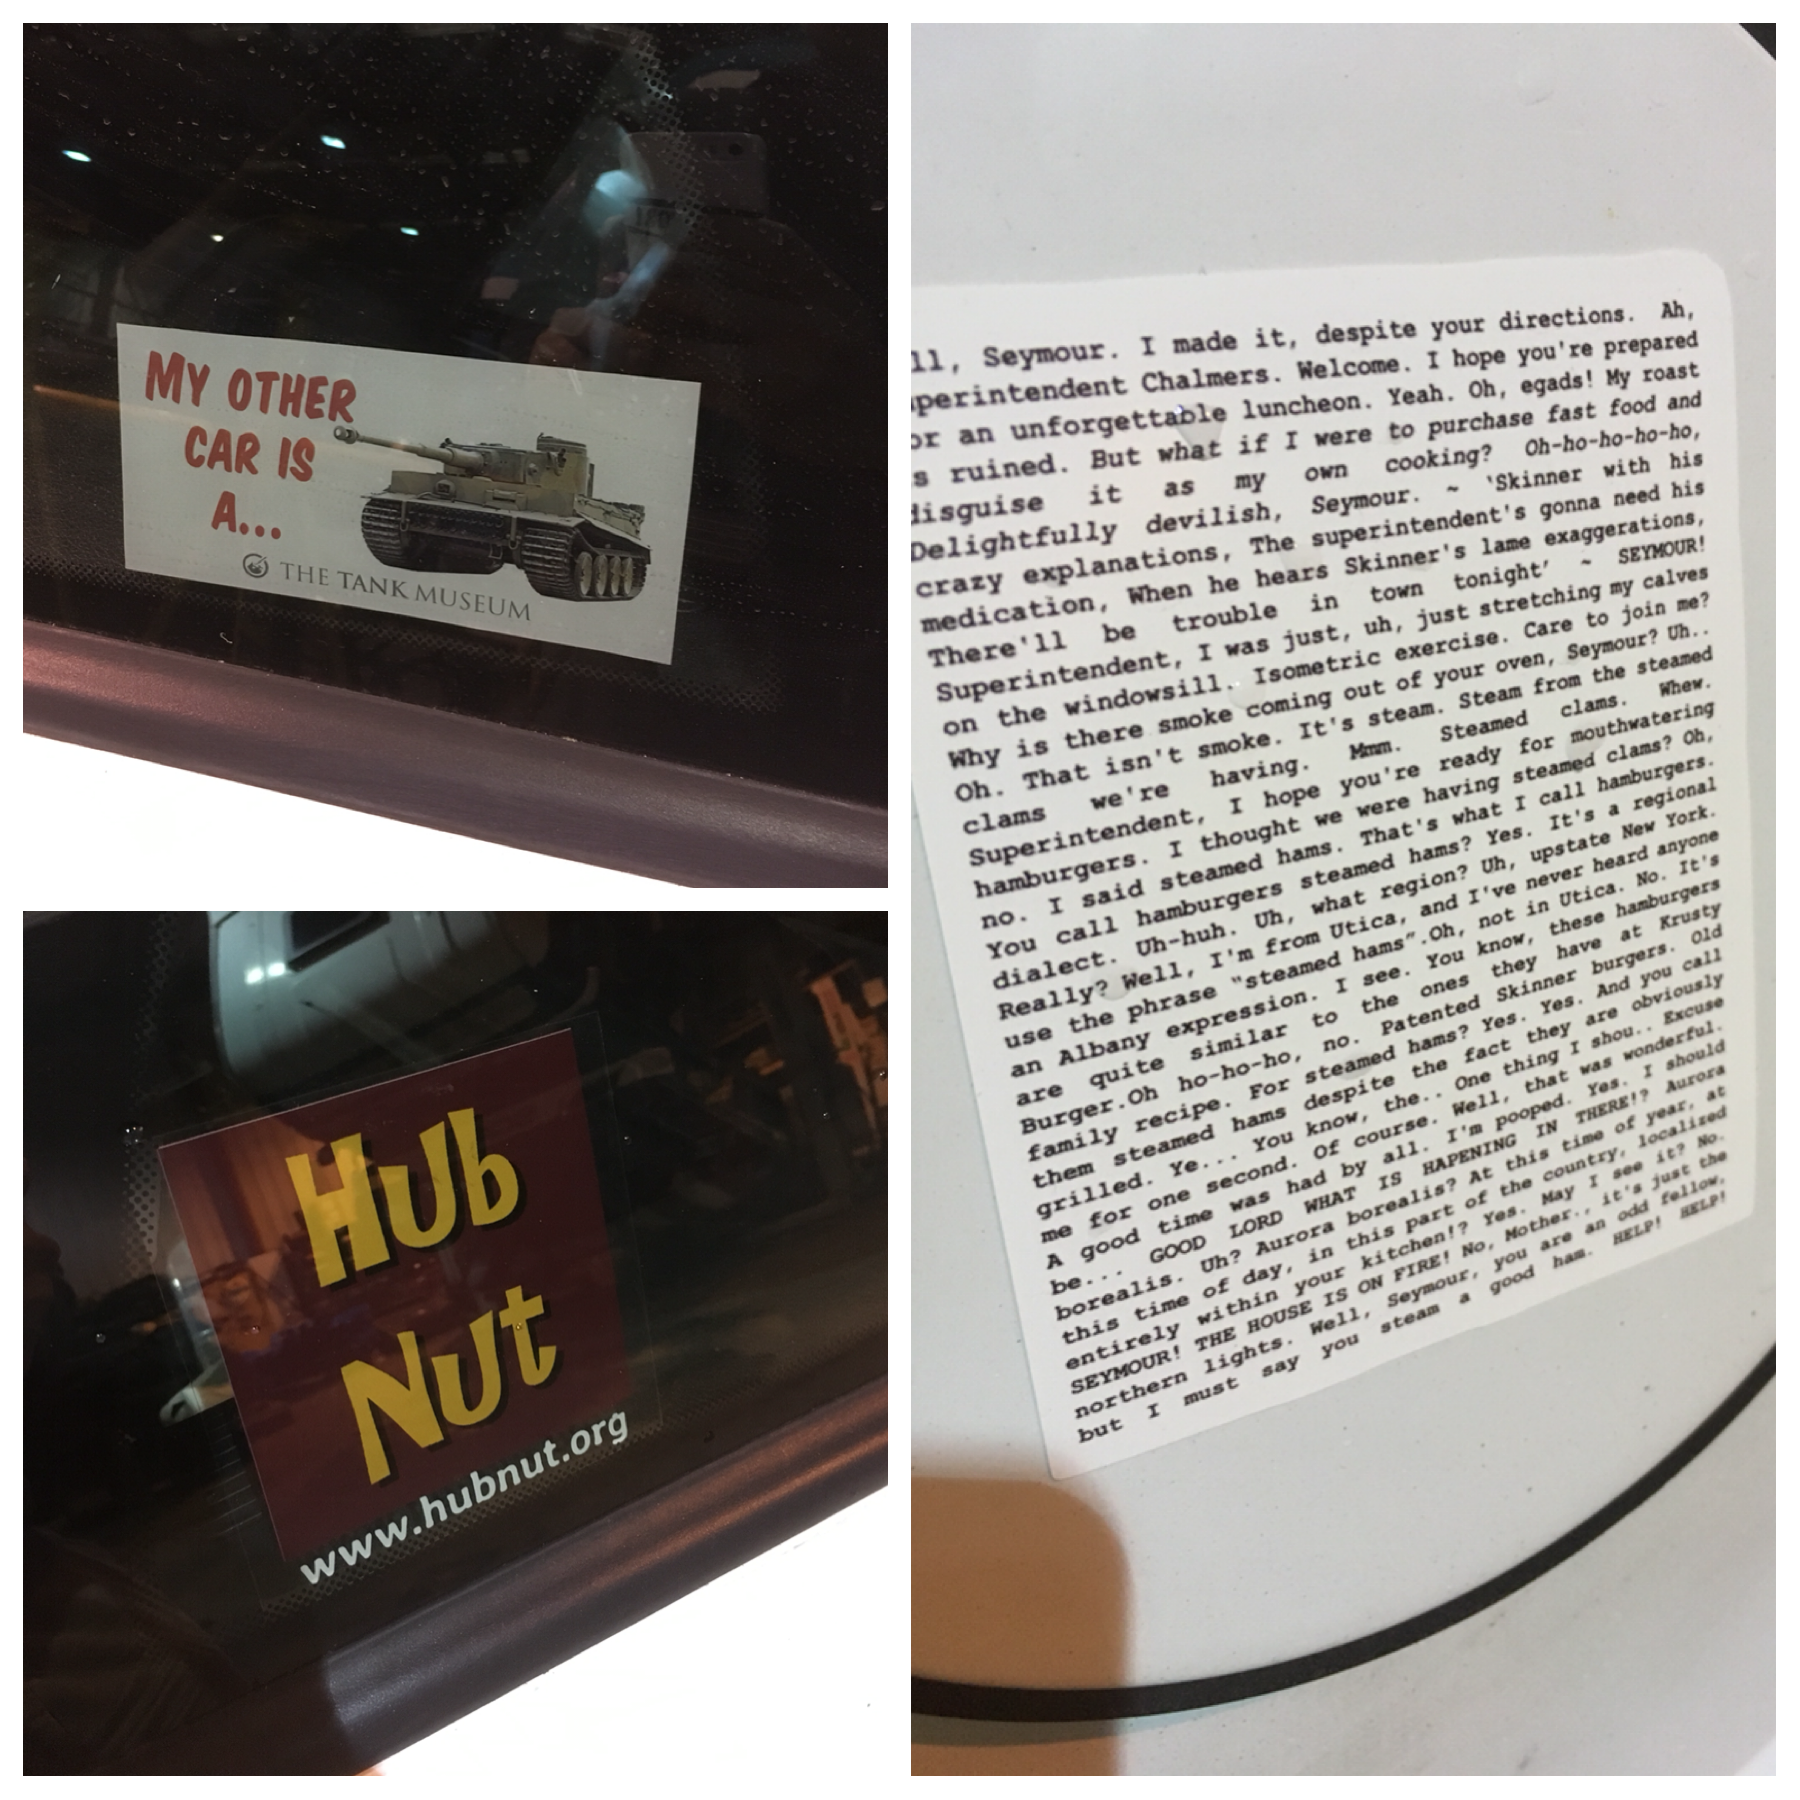 MY OTHER
CAR IS
A...
THE TANK MUSEUM
Hub
Nut
www.hubnut.org
ll, Seymour. I made it, despite your directions. Ah,
perintendent Chalmers. Welcome. I hope you're prepared
or an unforgettable luncheon. Yeah. Oh, egads! My roast
s ruined. But what if I were to purchase fast food and
disguise it as my own cooking? Oh-ho-ho-ho-ho,
Delightfully devilish, Seymour. ~ 'Skinner with his
crazy explanations, The superintendent's gonna need his
medication, When he hears Skinner's lame exaggerations,
There'll be trouble in town tonight' ~ SEYMOUR!
Superintendent, I was just, uh, just stretching my calves
on the windowsill. Isometric exercise. Care to join me?
Why is there smoke coming out of your oven, Seymour? Uh..
Oh. That isn't smoke. It's steam. Steam from the steamed
clams we're having. Mmm. Steamed clams. Whew.
Superintendent, I hope you're ready for mouthwatering
hamburgers. I thought we were having steamed clams? Oh,
no. I said steamed hams. That's what I call hamburgers.
You call hamburgers steamed hams? Yes. It's a regional
dialect. Uh-huh. Uh, what region? Uh, upstate New York.
Really? Well, I'm from Utica, and I've never heard anyone
use the phrase "steamed hams".Oh, not in Utica. No. It's
an Albany expression. I see. You know, these hamburgers
are quite similar to the ones they have at Krusty
Burger.Oh ho-ho-ho, no. Patented Skinner burgers. Old
family recipe. For steamed hams? Yes. Yes. And you call
them steamed hams despite the fact they are obviously
grilled. Ye... You know, the.. One thing I shou.. Excuse
me for one second. Of course. Well, that was wonderful.
A good time was had by all. I'm pooped. Yes. I should
be... GOOD LORD WHAT IS HAPENING IN THERE!? Aurora
borealis. Uh? Aurora borealis? At this time of year, at
this time of day, in this part of the country, localized
entirely within your kitchen!? Yes. May I see it? No.
SEYMOUR! THE HOUSE IS ON FIRE! No, Mother., it's just the
northern lights. Well, Seymour, you are an odd fellow,
but I must say you steam a good ham. HELP! HELP!